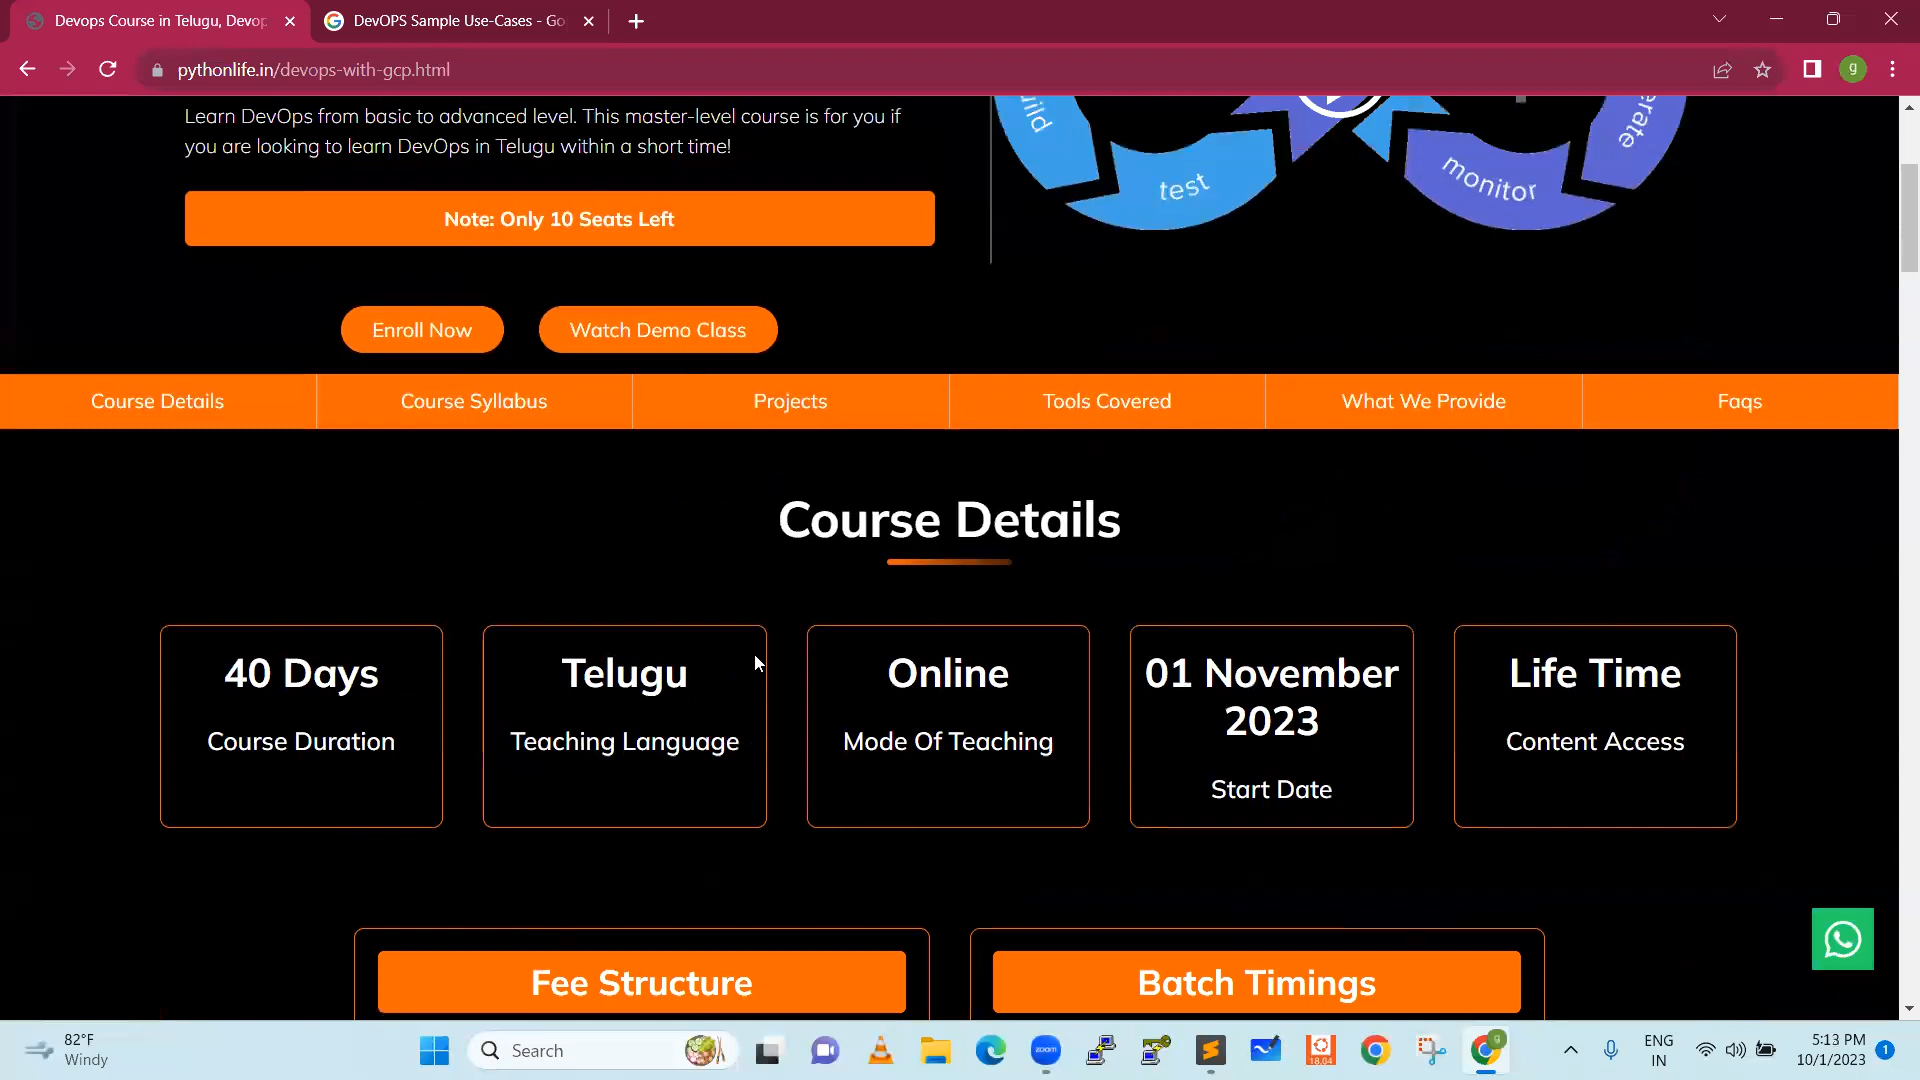 Devops Course in Telugu, Devop
DevOPS Sample Use-Cases - Go
pythonlife.in/devops-with-gcp.html
g
Learn DevOps from basic to advanced level. This master-level course is for you if
you are looking to learn DevOps in Telugu within a short time!
Note: Only 10 Seats Left
Enroll Now
Watch Demo Class
test
monitor
Course Details
Course Syllabus
Projects
Tools Covered
What We Provide
Faqs
Course Details
40 Days
Course Duration
Telugu
Teaching Language
Online
Mode Of Teaching
01 November
2023
Start Date
Life Time
Content Access
Fee Structure
Batch Timings
82°F
Windy
Search
zoom
18.04
g
ENG
IN
5:13 PM
10/1/2023
1